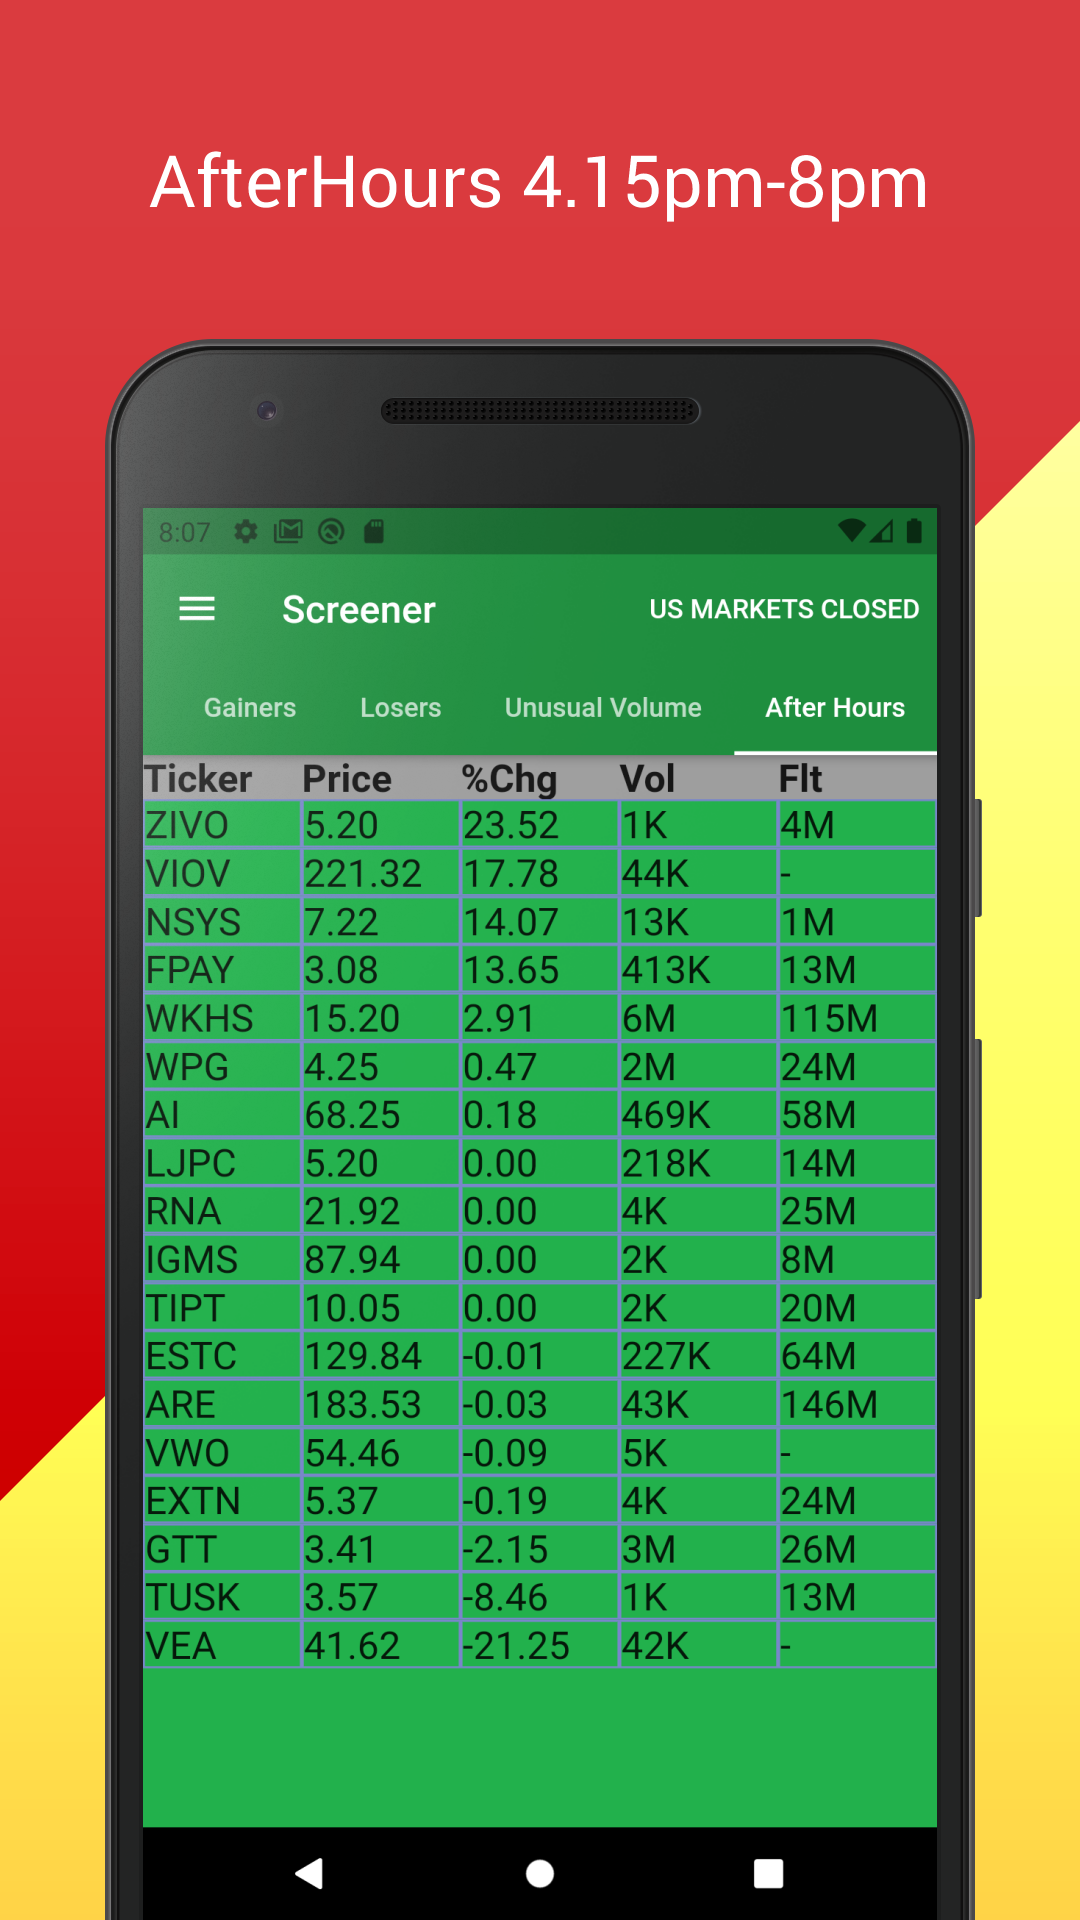 AfterHours 4.15pm-8pm
8:07
Screener US MARKETS CLOSED
Gainers Losers Unusual Volume After Hours
Ticker Price %Chg Vol Flt
ZIVO 5.20 23.52 1K 4M
VIOV 221.32 17.78 44K -
NSYS 7.22 14.07 13K 1M
FPAY 3.08 13.65 413K 13M
WKHS 15.20 2.91 6M 115M
WPG 4.25 0.47 2M 24M
AI 68.25 0.18 469K 58M
LJPC 5.20 0.00 218K 14M
RNA 21.92 0.00 4K 25M
IGMS 87.94 0.00 2K 8M
TIPT 10.05 0.00 2K 20M
ESTC 129.84 -0.01 227K 64M
ARE 183.53 -0.03 43K 146M
VWO 54.46 -0.09 5K -
EXTN 5.37 -0.19 4K 24M
GTT 3.41 -2.15 3M 26M
TUSK 3.57 -8.46 1K 13M
VEA 41.62 -21.25 42K -